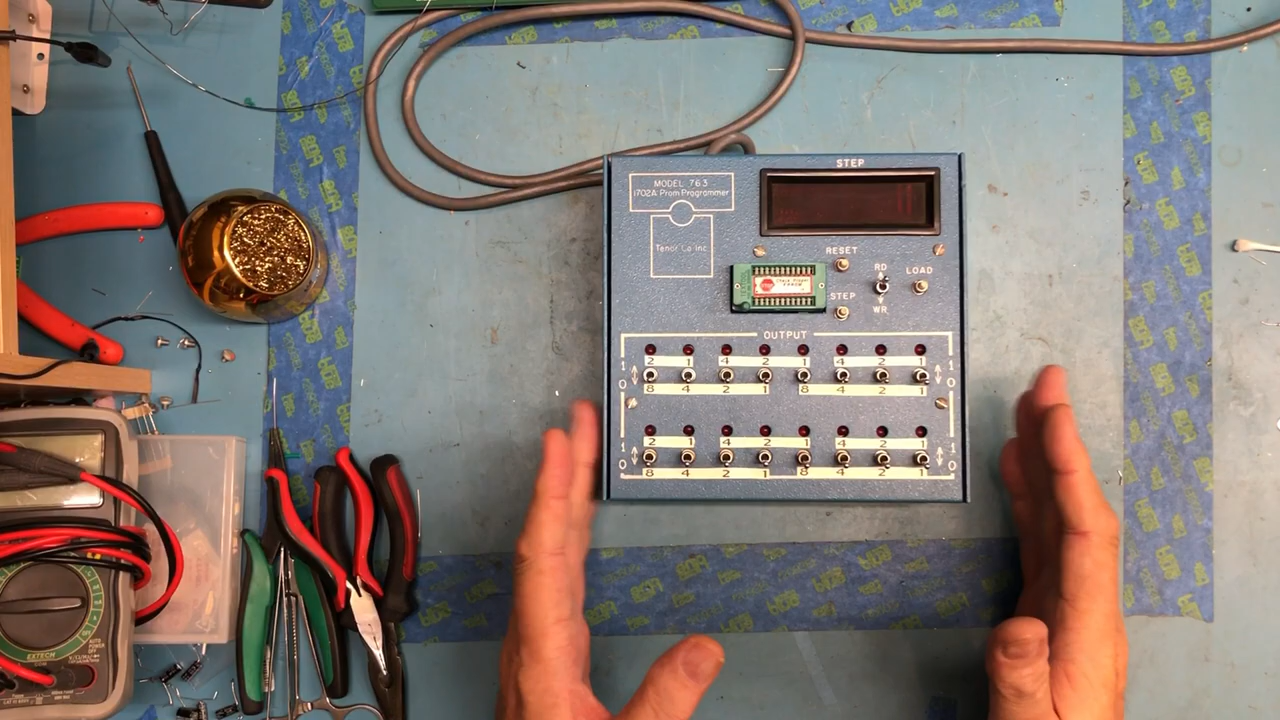 STEP
MODEL 763
1702A Prom Programmer
Tenor Co Inc
RESET
RD
LOAD
STEP
WR
OUTPUT
2 1 4 2 1 4 2 1
1 1
0 0
8 4 2 1 8 4 2 1
2 1 4 2 1 4 2 1
1 1
0 0
8 4 2 1 8 4 2 1
EXTECH